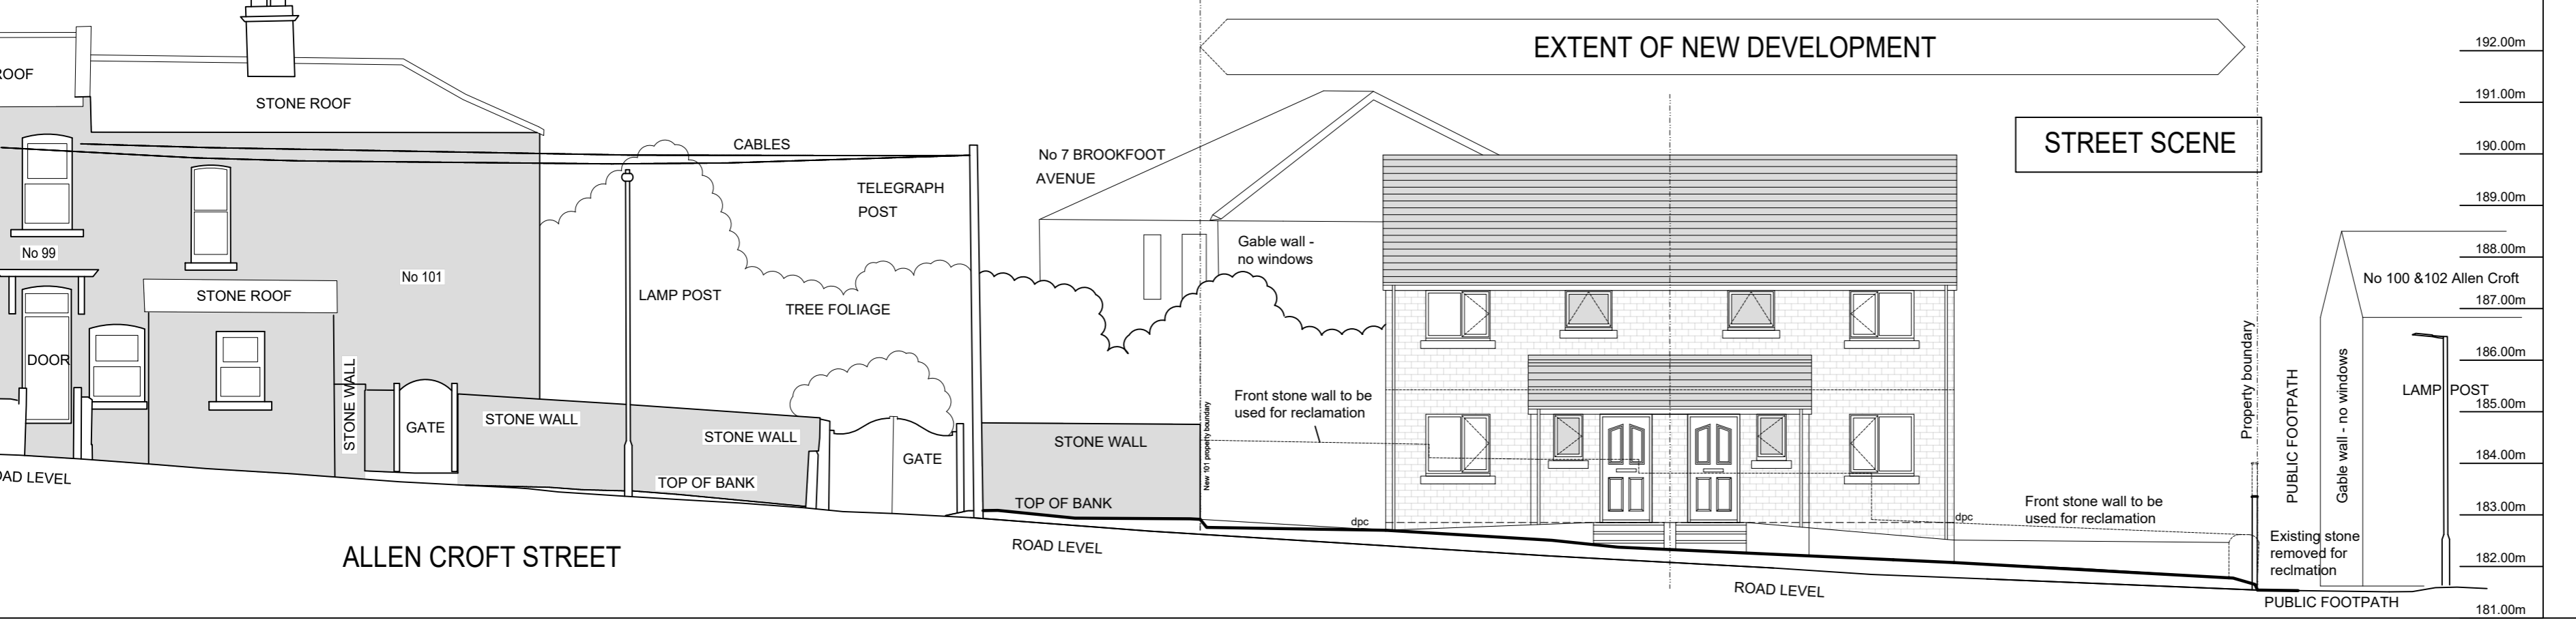 EXTENT OF NEW DEVELOPMENT
STREET SCENE
192.00m
191.00m
190.00m
189.00m
188.00m
187.00m
186.00m
185.00m
184.00m
183.00m
182.00m
181.00m
STONE ROOF
CABLES
No 7 BROOKFOOT
AVENUE
TELEGRAPH
POST
No 99
No 101
STONE ROOF
LAMP POST
TREE FOLIAGE
Gable wall -
no windows
No 100 &102 Allen Croft
DOOR
STONE WALL
GATE
STONE WALL
STONE WALL
TOP OF BANK
GATE
STONE WALL
TOP OF BANK
New 101 property boundary
Front stone wall to be
used for reclamation
dpc
dpc
Front stone wall to be
used for reclamation
Property boundary
PUBLIC FOOTPATH
Gable wall - no windows
LAMP POST
Existing stone
removed for
reclmation
ROAD LEVEL
ROAD LEVEL
PUBLIC FOOTPATH
ALLEN CROFT STREET